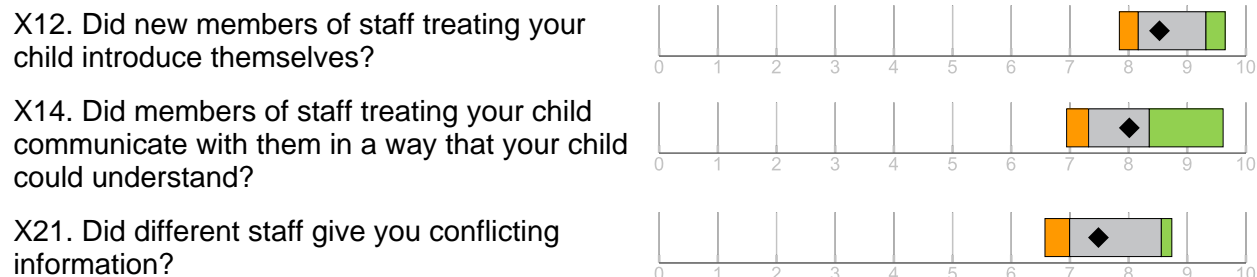 X12. Did new members of staff treating your
child introduce themselves?
0 1 2 3 4 5 6 7 8 9 10
X14. Did members of staff treating your child
communicate with them in a way that your child
could understand?
0 1 2 3 4 5 6 7 8 9 10
X21. Did different staff give you conflicting
information?
0 1 2 3 4 5 6 7 8 9 10